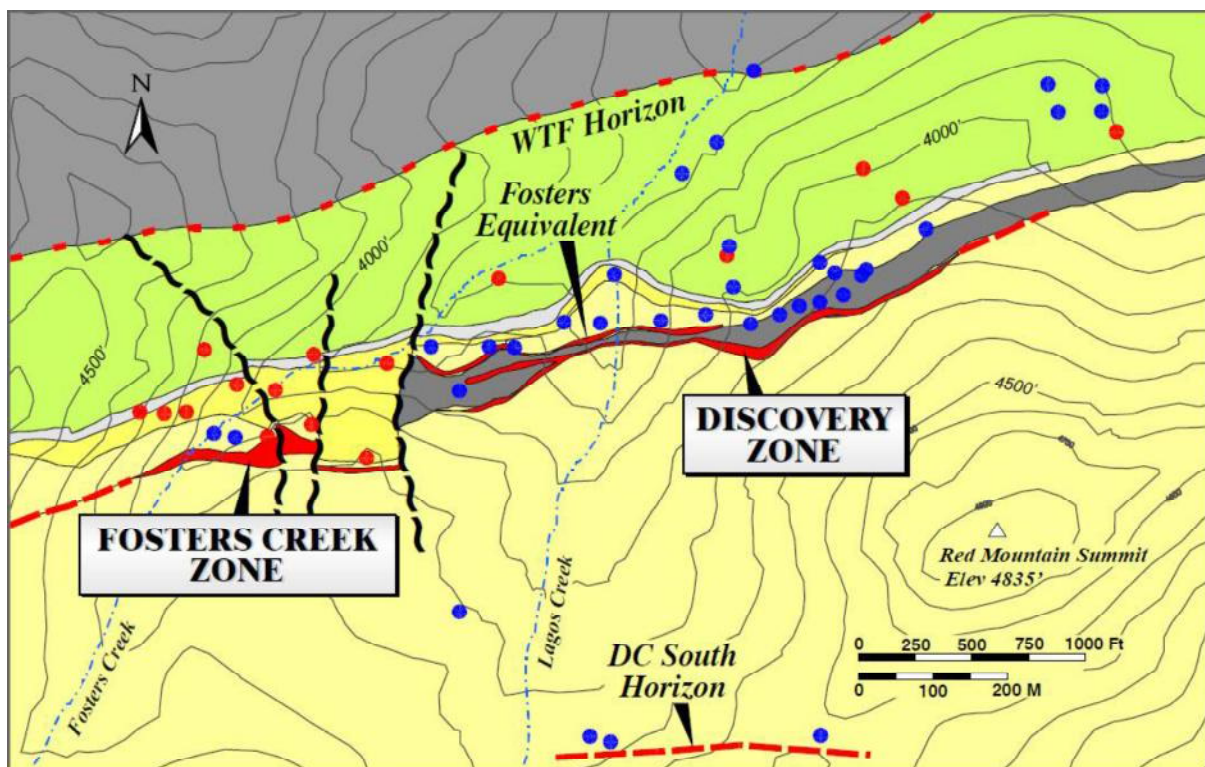 N
WTF Horizon
Fosters
Equivalent
4000'
4000'
4500'
DISCOVERY
ZONE
4500'
FOSTERS CREEK
ZONE
Red Mountain Summit
Elev 4835'
Fosters Creek
Lagos Creek
DC South
Horizon
0 250 500 750 1000 Ft
0 100 200 M